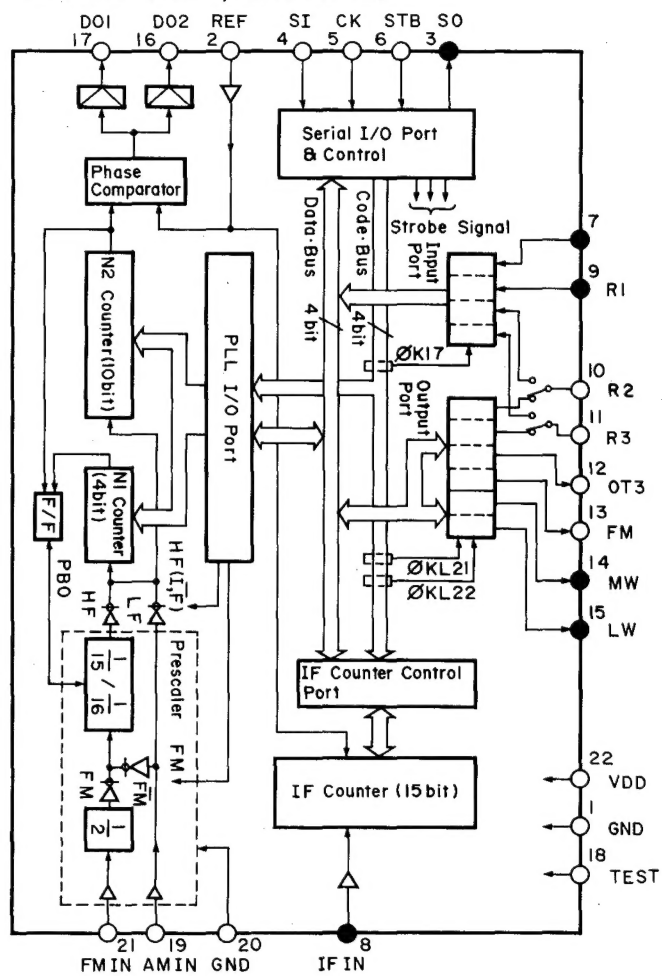 DO1 DO2 REF SI CK STB SO
17 16 2 4 5 6 3
Serial I/O Port
& Control
Phase
Comparator
Strobe Signal
Data·Bus
Code·Bus
4 bit
4 bit
Input
Port
7
9
R1
ØK17
N2
Counter(10bit)
PLL I/O Port
Output
Port
10
R2
11
R3
12
OT3
13
FM
14
MW
15
LW
N1 Counter
(4bit)
F/F
PBO
HF
LF
HF(I,F̅)
ØKL21
ØKL22
1/15 / 1/16
Prescaler
IF Counter Control
Port
FM
FM
F̅M̅
1/2
IF Counter (15bit)
22
VDD
1
GND
18
TEST
21 19 20 8
FMIN AMIN GND IFIN